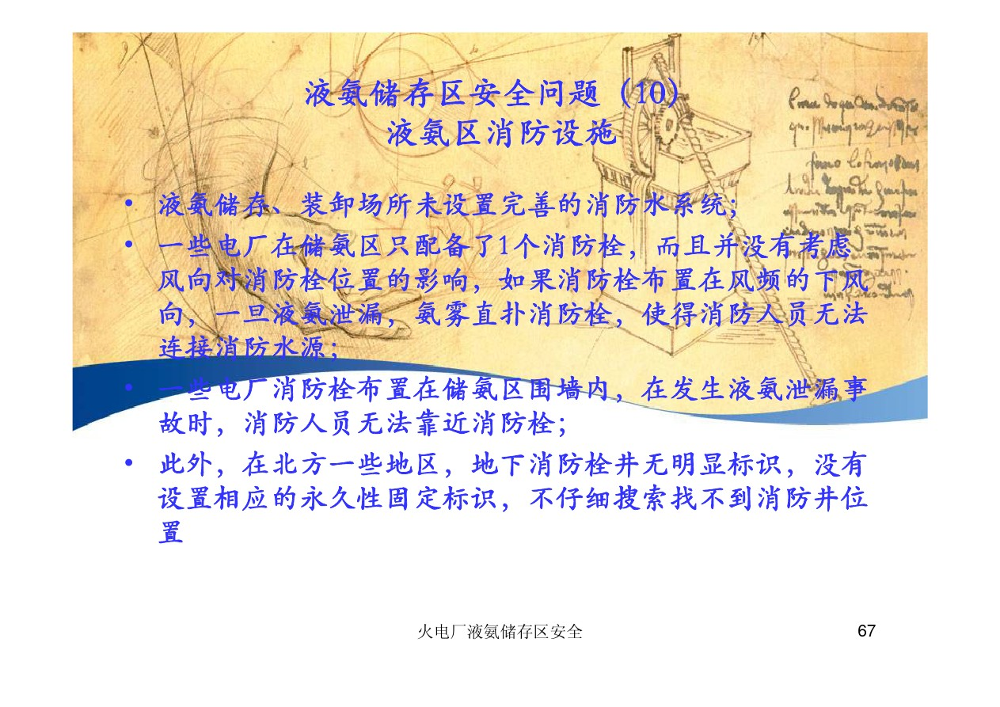 液氨储存区安全问题（10）
液氨区消防设施
• 液氨储存、装卸场所未设置完善的消防水系统；
• 一些电厂在储氨区只配备了1个消防栓，而且并没有考虑
风向对消防栓位置的影响，如果消防栓布置在风频的下风
向，一旦液氨泄漏，氨雾直扑消防栓，使得消防人员无法
连接消防水源；
• 一些电厂消防栓布置在储氨区围墙内，在发生液氨泄漏事
故时，消防人员无法靠近消防栓；
• 此外，在北方一些地区，地下消防栓井无明显标识，没有
设置相应的永久性固定标识，不仔细搜索找不到消防井位
置
火电厂液氨储存区安全
67